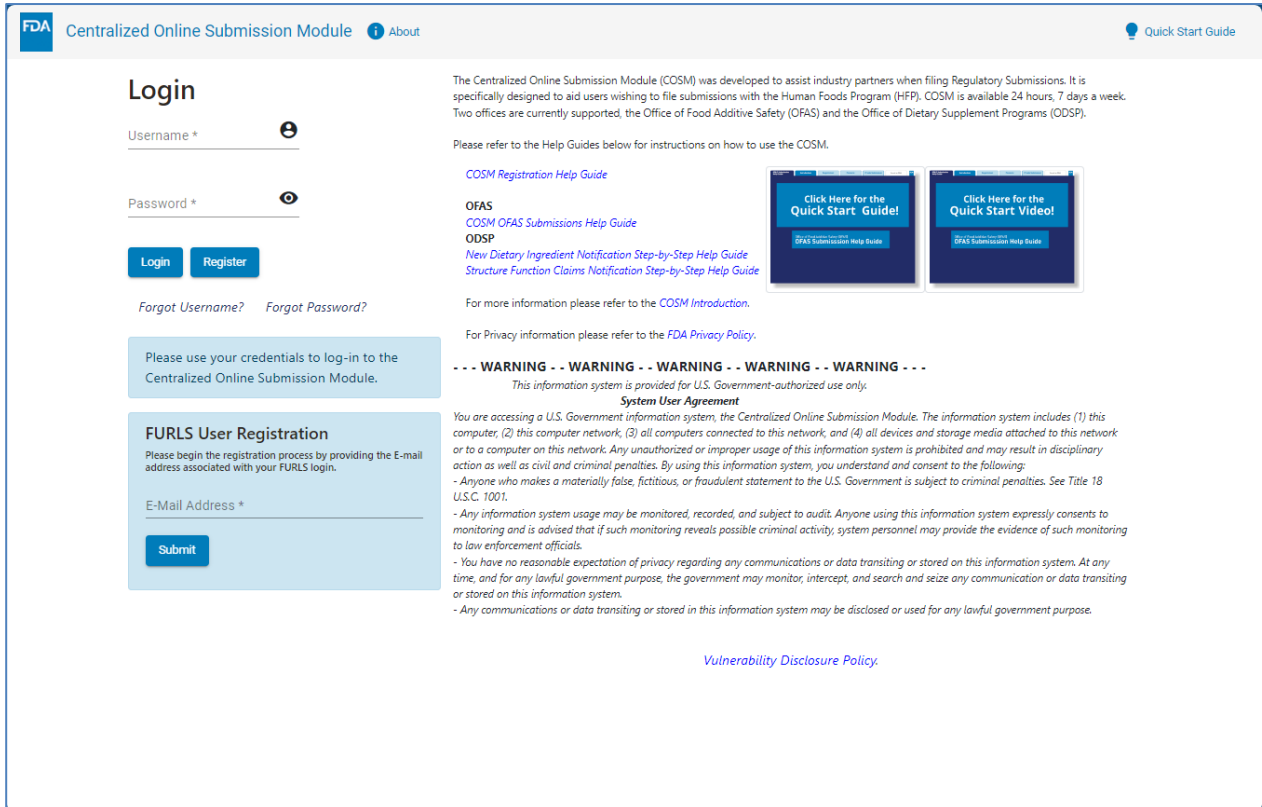 FDA
Centralized Online Submission Module
About
Quick Start Guide
Login
Username *
Password *
Login
Register
Forgot Username?
Forgot Password?
Please use your credentials to log-in to the
Centralized Online Submission Module.
FURLS User Registration
Please begin the registration process by providing the E-mail
address associated with your FURLS login.
E-Mail Address *
Submit
The Centralized Online Submission Module (COSM) was developed to assist industry partners when filing Regulatory Submissions. It is
specifically designed to aid users wishing to file submissions with the Human Foods Program (HFP). COSM is available 24 hours, 7 days a week.
Two offices are currently supported, the Office of Food Additive Safety (OFAS) and the Office of Dietary Supplement Programs (ODSP).
Please refer to the Help Guides below for instructions on how to use the COSM.
COSM Registration Help Guide
OFAS
COSM OFAS Submissions Help Guide
ODSP
New Dietary Ingredient Notification Step-by-Step Help Guide
Structure Function Claims Notification Step-by-Step Help Guide
Click Here for the
Quick Start Guide!
OFAS Submisssion Help Guide
Click Here for the
Quick Start Video!
OFAS Submisssion Help Guide
For more information please refer to the COSM Introduction.
For Privacy information please refer to the FDA Privacy Policy.
- - - WARNING - - WARNING - - WARNING - - WARNING - - WARNING - - -
This information system is provided for U.S. Government-authorized use only.
System User Agreement
You are accessing a U.S. Government information system, the Centralized Online Submission Module. The information system includes (1) this
computer, (2) this computer network, (3) all computers connected to this network, and (4) all devices and storage media attached to this network
or to a computer on this network. Any unauthorized or improper usage of this information system is prohibited and may result in disciplinary
action as well as civil and criminal penalties. By using this information system, you understand and consent to the following:
- Anyone who makes a materially false, fictitious, or fraudulent statement to the U.S. Government is subject to criminal penalties. See Title 18
U.S.C. 1001.
- Any information system usage may be monitored, recorded, and subject to audit. Anyone using this information system expressly consents to
monitoring and is advised that if such monitoring reveals possible criminal activity, system personnel may provide the evidence of such monitoring
to law enforcement officials.
- You have no reasonable expectation of privacy regarding any communications or data transiting or stored on this information system. At any
time, and for any lawful government purpose, the government may monitor, intercept, and search and seize any communication or data transiting
or stored on this information system.
- Any communications or data transiting or stored in this information system may be disclosed or used for any lawful government purpose.
Vulnerability Disclosure Policy.